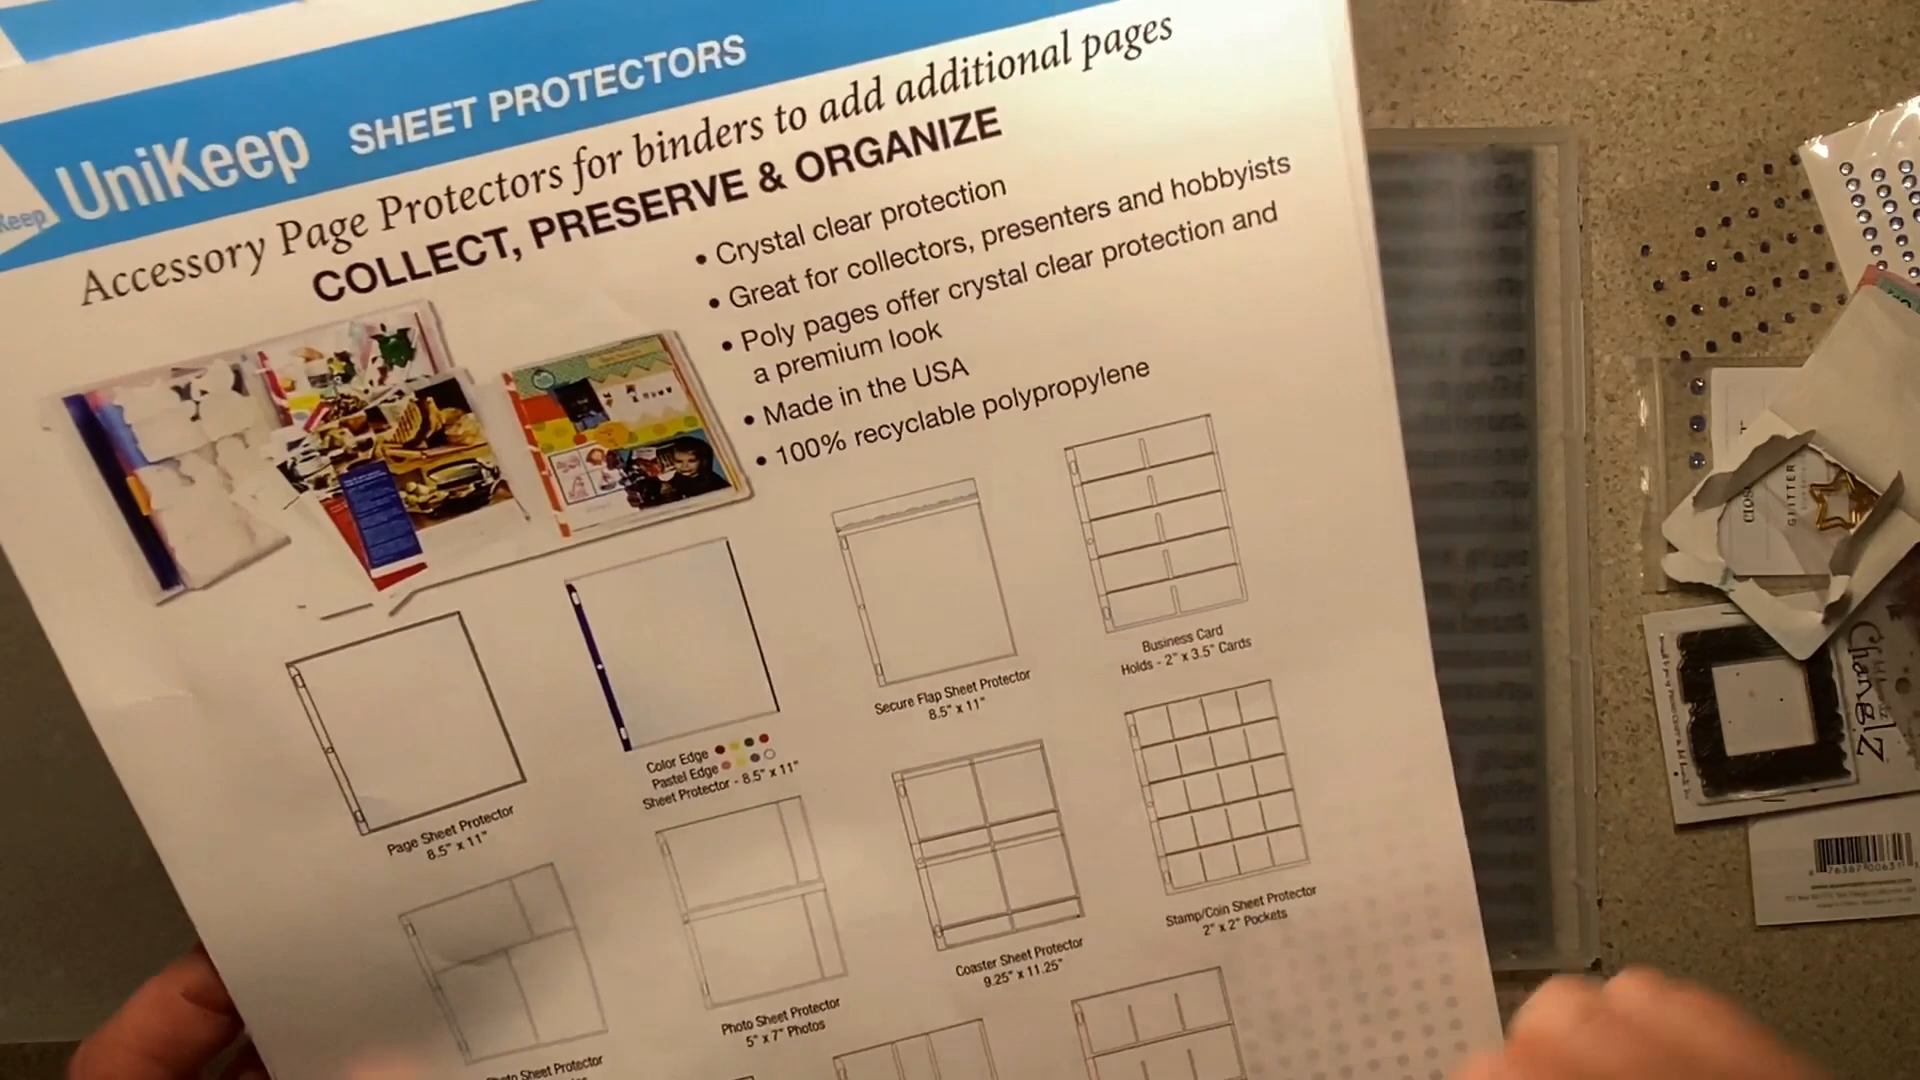 UniKeep SHEET PROTECTORS
Keep
Accessory Page Protectors for binders to add additional pages
COLLECT, PRESERVE & ORGANIZE
• Crystal clear protection
• Great for collectors, presenters and hobbyists
• Poly pages offer crystal clear protection and
a premium look
• Made in the USA
• 100% recyclable polypropylene
Business Card
Holds - 2" x 3.5" Cards
Secure Flap Sheet Protector
8.5" x 11"
Color Edge
Pastel Edge
Sheet Protector - 8.5" x 11"
Page Sheet Protector
8.5" x 11"
Stamp/Coin Sheet Protector
2" x 2" Pockets
Coaster Sheet Protector
9.25" x 11.25"
Photo Sheet Protector
5" x 7" Photos
Sheet Protector
GLITTER